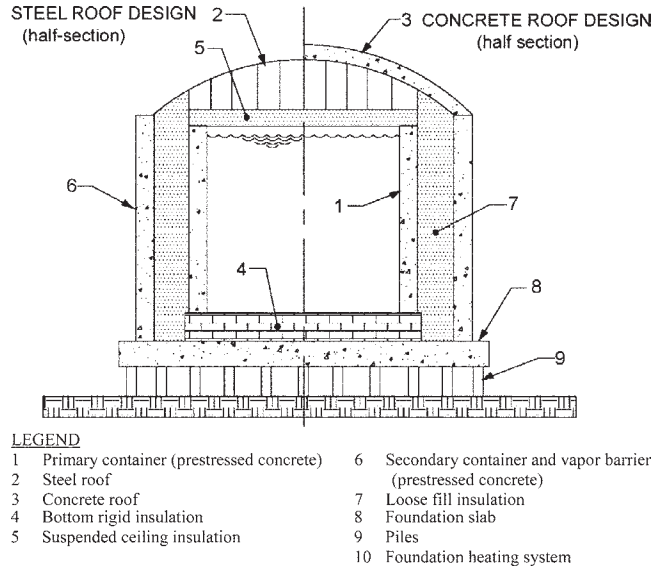 STEEL ROOF DESIGN
(half-section)
2
3 CONCRETE ROOF DESIGN
(half section)
5
6
1
7
4
8
9
LEGEND
1 Primary container (prestressed concrete)
2 Steel roof
3 Concrete roof
4 Bottom rigid insulation
5 Suspended ceiling insulation
6 Secondary container and vapor barrier
(prestressed concrete)
7 Loose fill insulation
8 Foundation slab
9 Piles
10 Foundation heating system